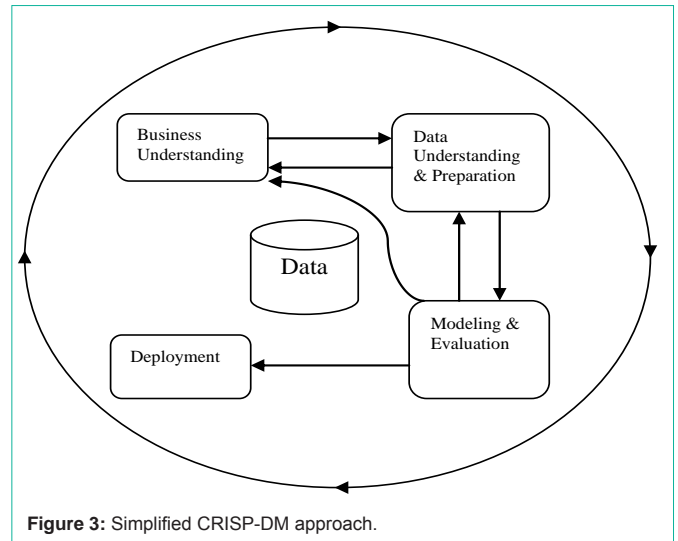 Business
Understanding
Data
Understanding
& Preparation
Data
Modeling &
Evaluation
Deployment
Figure 3: Simplified CRISP-DM approach.